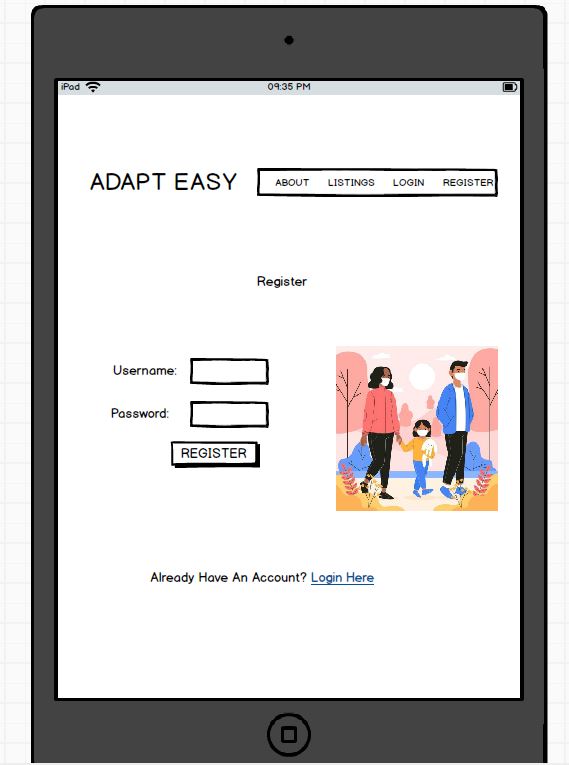 iPad 09:35 PM
ADAPT EASY ABOUT LISTINGS LOGIN REGISTER
Register
Username:
Password:
REGISTER
Already Have An Account? Login Here